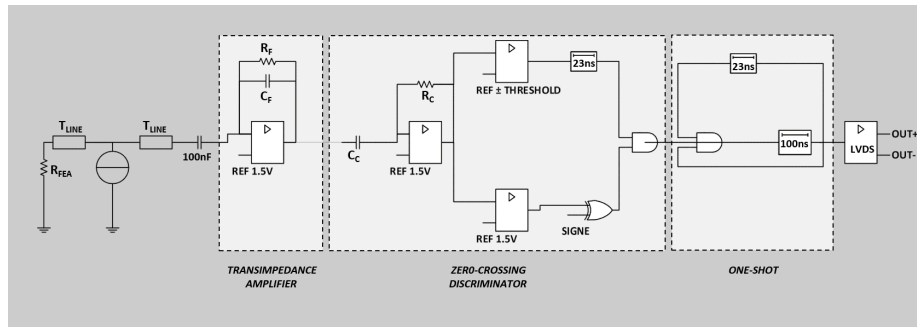 R_F
C_F
T_LINE
T_LINE
100nF
R_FEA
REF 1.5V
23ns
REF ± THRESHOLD
R_C
C_C
REF 1.5V
REF 1.5V
SIGNE
23ns
100ns
LVDS
OUT+
OUT-
TRANSIMPEDANCE
AMPLIFIER
ZER0-CROSSING
DISCRIMINATOR
ONE-SHOT